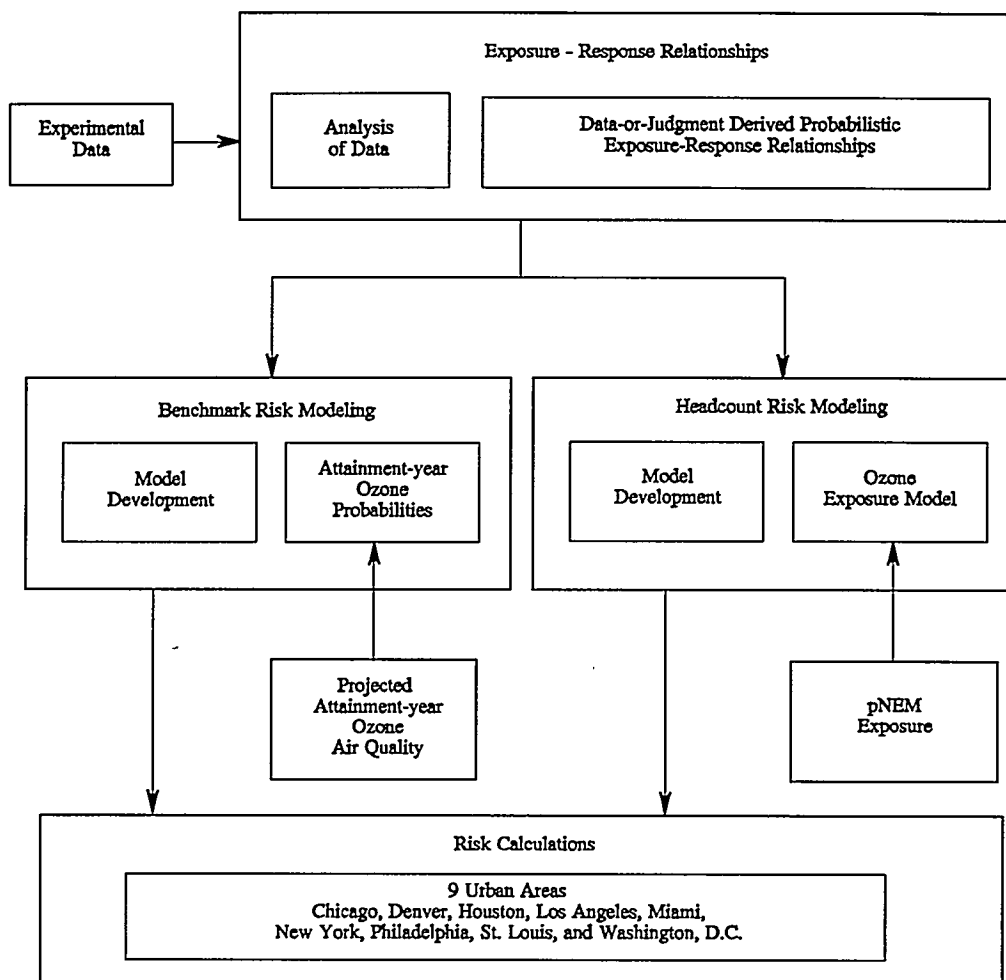 Exposure - Response Relationships
Experimental
Data
Analysis
of Data
Data-or-Judgment Derived Probabilistic
Exposure-Response Relationships
Benchmark Risk Modeling
Model
Development
Attainment-year
Ozone
Probabilities
Headcount Risk Modeling
Model
Development
Ozone
Exposure Model
Projected
Attainment-year
Ozone
Air Quality
pNEM
Exposure
Risk Calculations
9 Urban Areas
Chicago, Denver, Houston, Los Angeles, Miami,
New York, Philadelphia, St. Louis, and Washington, D.C.